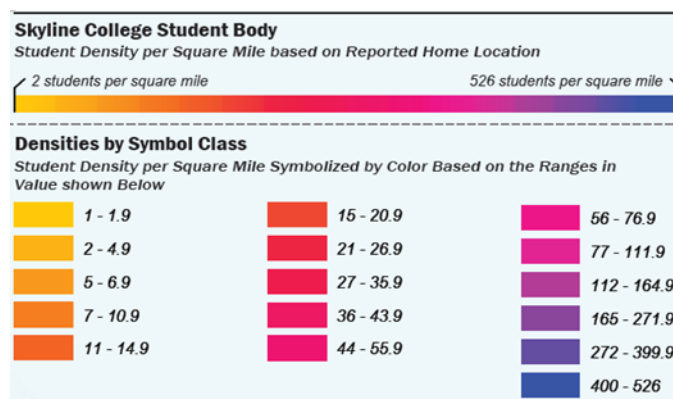 Skyline College Student Body
Student Density per Square Mile based on Reported Home Location
2 students per square mile
526 students per square mile
Densities by Symbol Class
Student Density per Square Mile Symbolized by Color Based on the Ranges in
Value shown Below
1 - 1.9
2 - 4.9
5 - 6.9
7 - 10.9
11 - 14.9
15 - 20.9
21 - 26.9
27 - 35.9
36 - 43.9
44 - 55.9
56 - 76.9
77 - 111.9
112 - 164.9
165 - 271.9
272 - 399.9
400 - 526